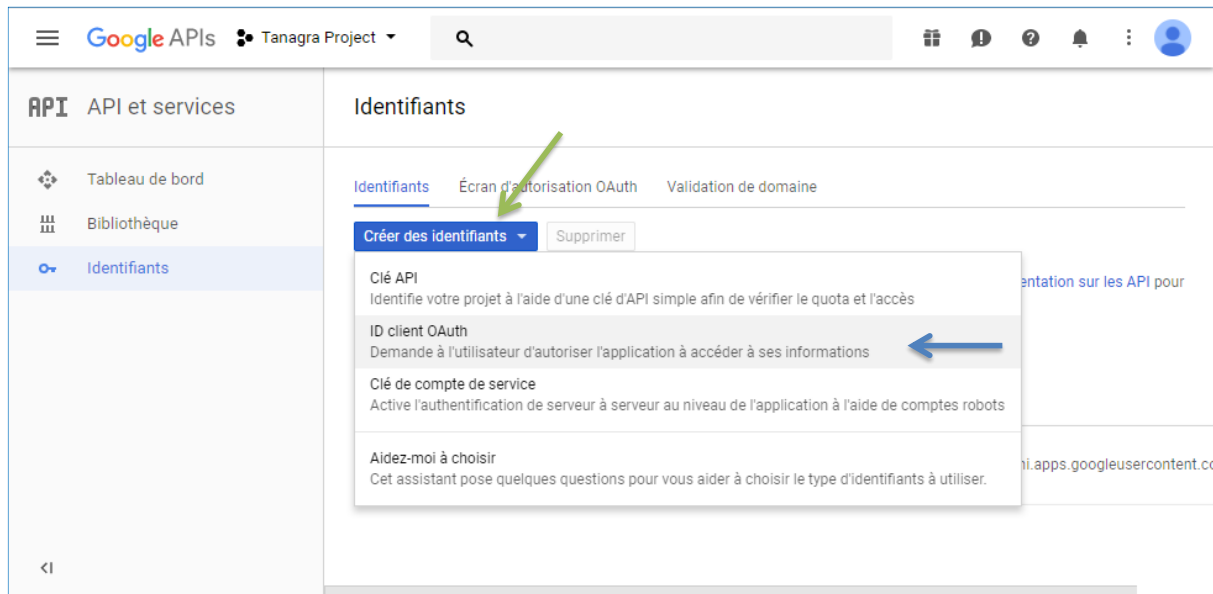 Google APIs Tanagra Project
API API et services
Identifiants
Tableau de bord
Bibliothèque
Identifiants
Identifiants Écran d'autorisation OAuth Validation de domaine
Créer des identifiants Supprimer
Clé API
Identifie votre projet à l'aide d'une clé d'API simple afin de vérifier le quota et l'accès
sur les API pour
ID client OAuth
Demande à l'utilisateur d'autoriser l'application à accéder à ses informations
Clé de compte de service
Active l'authentification de serveur à serveur au niveau de l'application à l'aide de comptes robots
Aidez-moi à choisir
Cet assistant pose quelques questions pour vous aider à choisir le type d'identifiants à utiliser.
.apps.googleusercontent.co